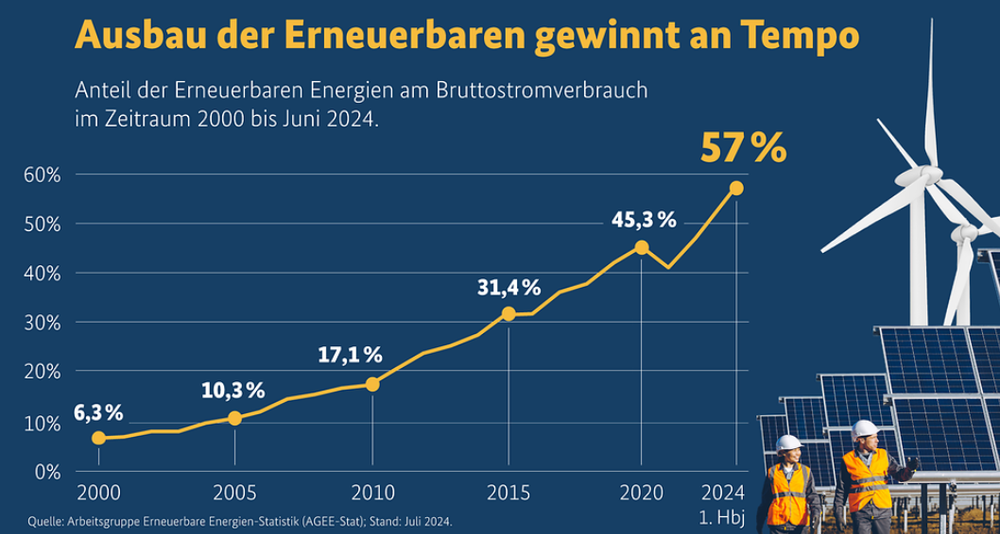 Ausbau der Erneuerbaren gewinnt an Tempo
Anteil der Erneuerbaren Energien am Bruttostromverbrauch
im Zeitraum 2000 bis Juni 2024.
57 %
60%
50%
45,3 %
40%
31,4 %
30%
17,1 %
20%
10,3 %
6,3 %
10%
0%
2000 2005 2010 2015 2020 2024
1. Hbj
Quelle: Arbeitsgruppe Erneuerbare Energien-Statistik (AGEE-Stat); Stand: Juli 2024.